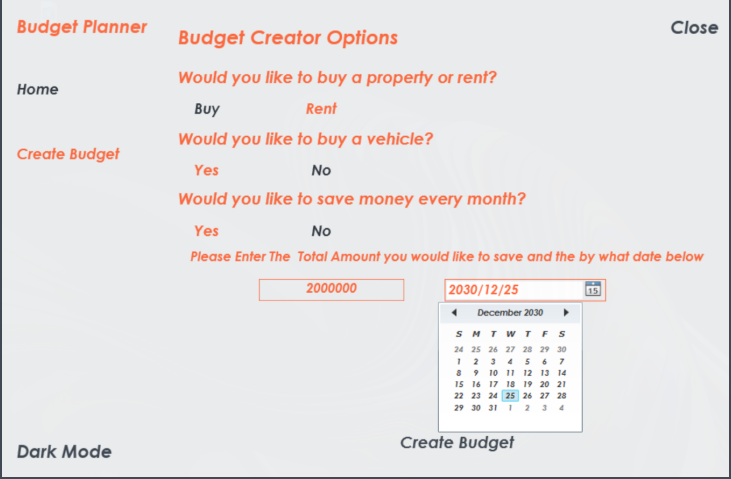 Budget Planner
Close
Budget Creator Options
Would you like to buy a property or rent?
Home
Buy Rent
Would you like to buy a vehicle?
Create Budget
Yes No
Would you like to save money every month?
Yes No
Please Enter The Total Amount you would like to save and the by what date below
2000000 2030/12/25 15
December 2030
S M T W T F S
24 25 26 27 28 29 30
1 2 3 4 5 6 7
8 9 10 11 12 13 14
15 16 17 18 19 20 21
22 23 24 25 26 27 28
29 30 31 1 2 3 4
Create Budget
Dark Mode